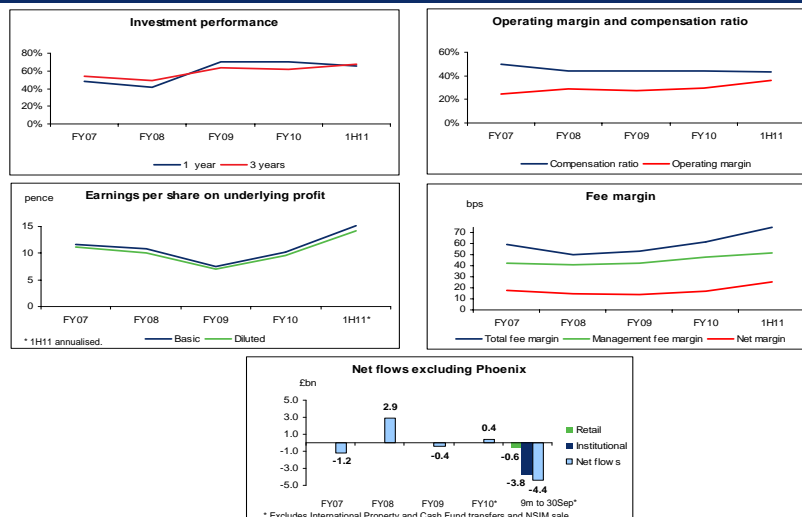 Investment performance
80%
60%
40%
20%
0%
FY07 FY08 FY09 FY10 1H11
1 year 3 years
Operating margin and compensation ratio
60%
40%
20%
0%
FY07 FY08 FY09 FY10 1H11
Compensation ratio Operating margin
Earnings per share on underlying profit
pence
15
10
5
0
FY07 FY08 FY09 FY10 1H11*
* 1H11 annualised.
Basic Diluted
Fee margin
bps
70
60
50
40
30
20
10
0
FY07 FY08 FY09 FY10 1H11
Total fee margin Management fee margin Net margin
Net flows excluding Phoenix
£bn
5.0
3.0
1.0
-1.0
-3.0
-5.0
-1.2
2.9
-0.4
0.4
-0.6
-3.8
-4.4
Retail
Institutional
Net flows
FY07 FY08 FY09 FY10* 9m to 30Sep*
* Excludes International Property and Cash Fund transfers and NSIM sale